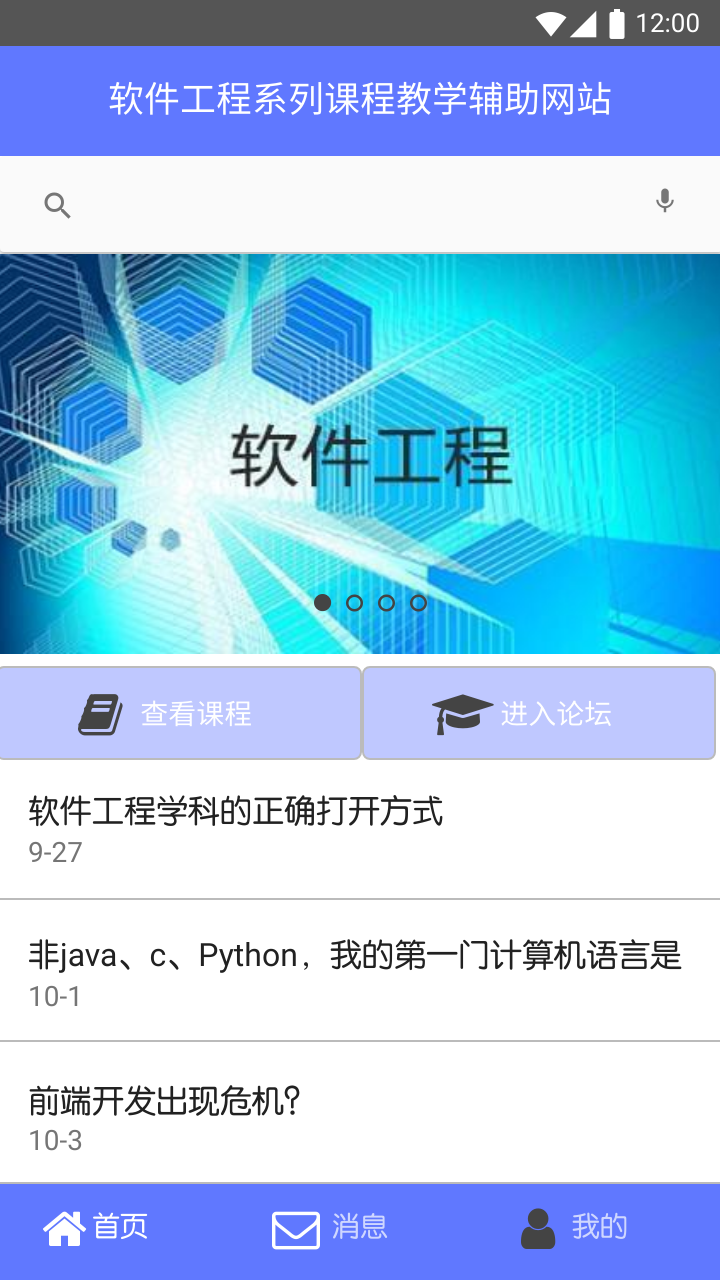 12:00
软件工程系列课程教学辅助网站
软件工程
查看课程
进入论坛
软件工程学科的正确打开方式
9-27
非java、c、Python，我的第一门计算机语言是
10-1
前端开发出现危机？
10-3
首页
消息
我的